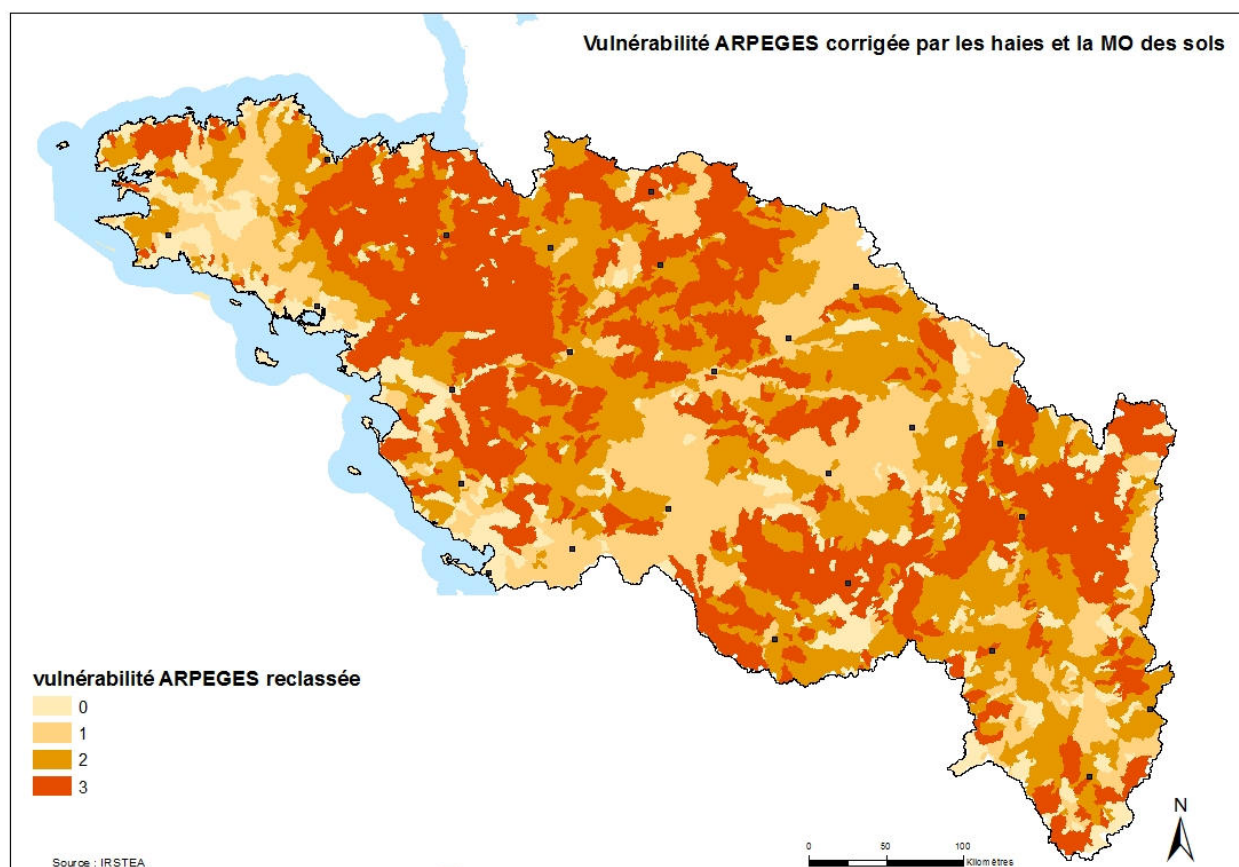 Vulnérabilité ARPEGES corrigée par les haies et la MO des sols
vulnérabilité ARPEGES reclassée
0
1
2
3
Source : IRSTEA
0 50 100
Kilomètres
N